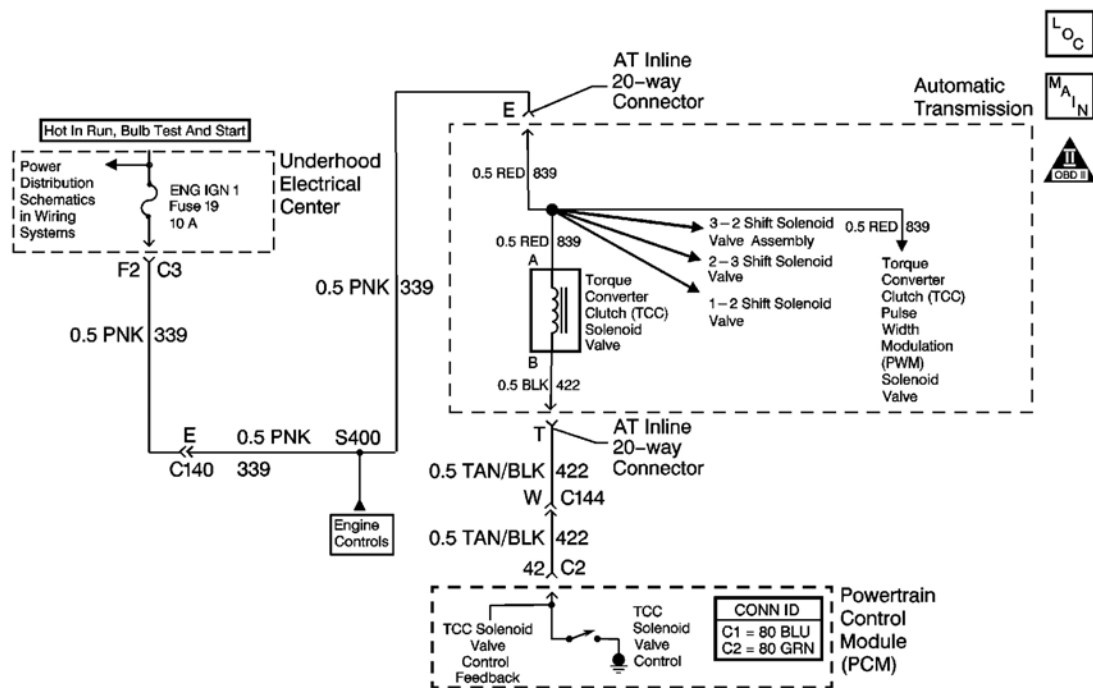 L O C
M A I N
II
OBD II
AT Inline
20-way
Connector
Automatic
Transmission
E
Hot In Run, Bulb Test And Start
Power
Distribution
Schematics
in Wiring
Systems
ENG IGN 1
Fuse 19
10 A
Underhood
Electrical
Center
F2 C3
0.5 PNK 339
0.5 PNK 339
E
C140
0.5 PNK
339
S400
Engine
Controls
0.5 RED 839
0.5 RED 839
3-2 Shift Solenoid
Valve Assembly
2-3 Shift Solenoid
Valve
1-2 Shift Solenoid
Valve
0.5 RED 839
Torque
Converter
Clutch (TCC)
Pulse
Width
Modulation
(PWM)
Solenoid
Valve
A
Torque
Converter
Clutch (TCC)
Solenoid
Valve
B
0.5 BLK 422
T
AT Inline
20-way
Connector
0.5 TAN/BLK 422
W C144
0.5 TAN/BLK 422
42 C2
TCC Solenoid
Valve
Control
Feedback
TCC
Solenoid
Valve
Control
CONN ID
C1 = 80 BLU
C2 = 80 GRN
Powertrain
Control
Module
(PCM)